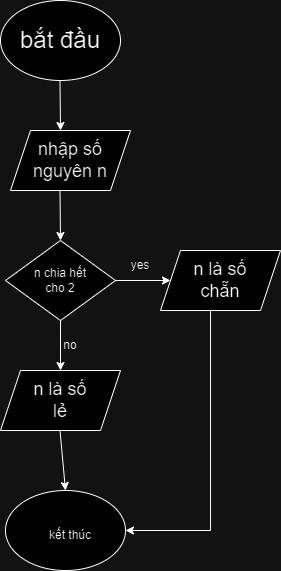 bắt đầu
nhập số
nguyên n
n chia hết
cho 2
yes
n là số
chẵn
no
n là số
lẻ
kết thúc